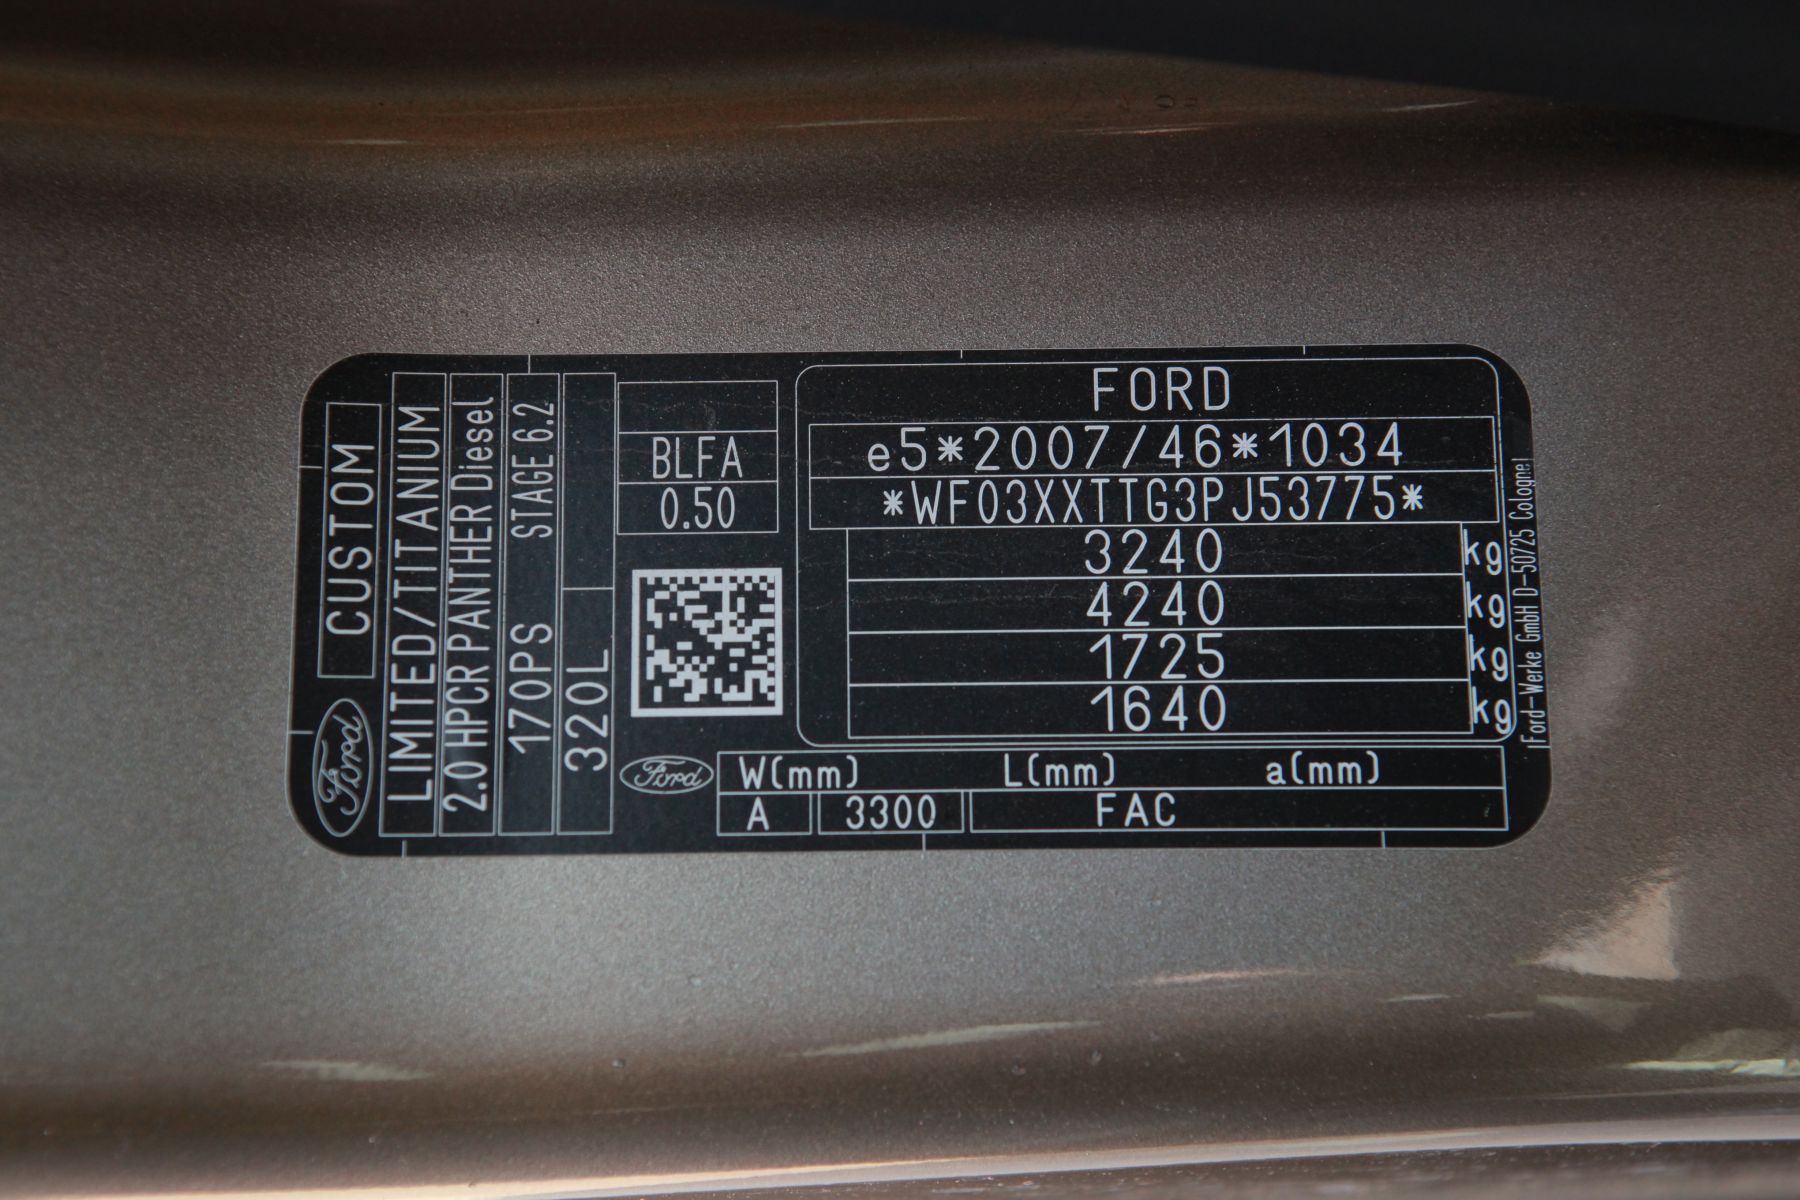 Ford
CUSTOM
LIMITED/TITANIUM
2.0 HPCR PANTHER Diesel
170PS STAGE 6.2
320L
BLFA
0.50
Ford
FORD
e5*2007/46*1034
*WF03XXTTG3PJ53775*
3240 kg
4240 kg
1725 kg
1640 kg
W(mm) L(mm) a(mm)
A 3300 FAC
Ford-Werke GmbH D-50725 Cologne